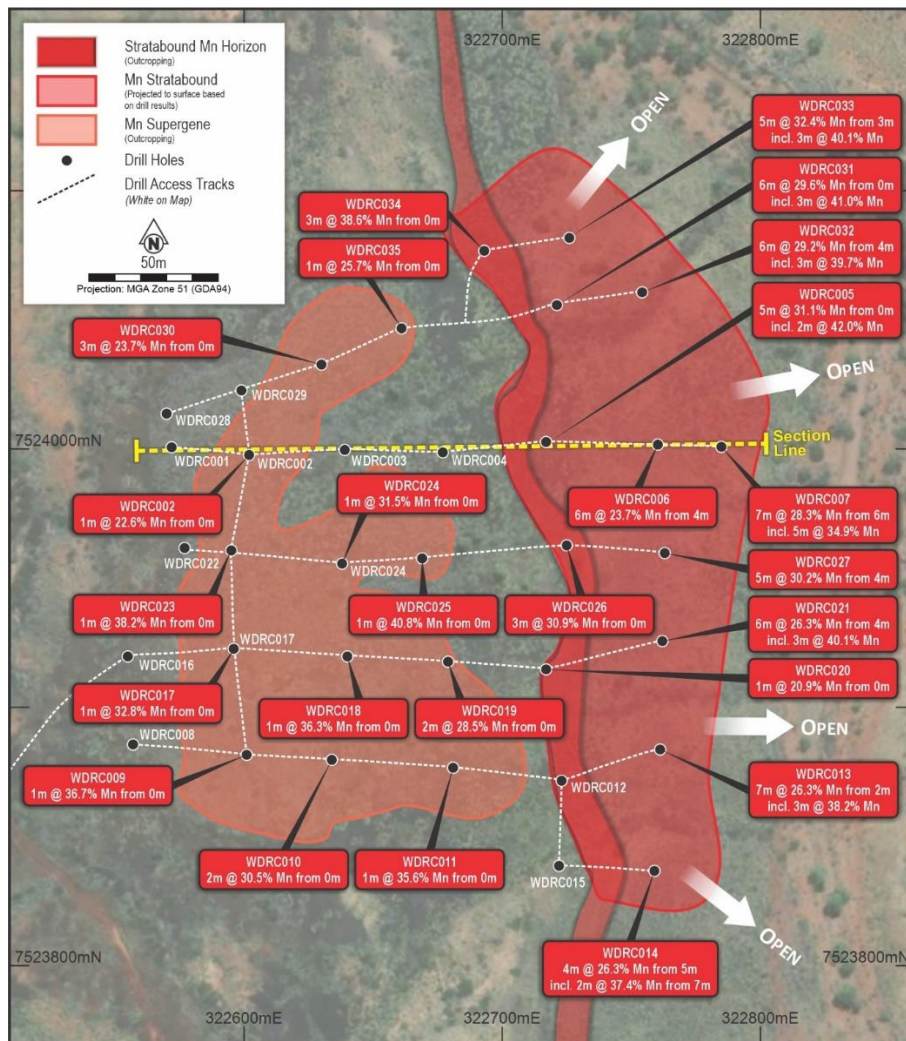 322700mE
322800mE
Stratabound Mn Horizon
(Outcropping)
Mn Stratabound
(Projected to surface based
on drill results)
Mn Supergene
(Outcropping)
Drill Holes
Drill Access Tracks
(White on Map)
N
50m
Projection: MGA Zone 51 (GDA94)
OPEN
WDRC033
5m @ 32.4% Mn from 3m
incl. 3m @ 40.1% Mn
WDRC031
6m @ 29.6% Mn from 0m
incl. 3m @ 41.0% Mn
WDRC034
3m @ 38.6% Mn from 0m
WDRC032
6m @ 29.2% Mn from 4m
incl. 3m @ 39.7% Mn
WDRC035
1m @ 25.7% Mn from 0m
WDRC005
5m @ 31.1% Mn from 0m
incl. 2m @ 42.0% Mn
WDRC030
3m @ 23.7% Mn from 0m
OPEN
WDRC029
WDRC028
7524000mN
Section
Line
WDRC001
WDRC002
WDRC003
WDRC004
WDRC024
1m @ 31.5% Mn from 0m
WDRC002
1m @ 22.6% Mn from 0m
WDRC006
6m @ 23.7% Mn from 4m
WDRC007
7m @ 28.3% Mn from 6m
incl. 5m @ 34.9% Mn
WDRC022
WDRC024
WDRC027
5m @ 30.2% Mn from 4m
WDRC023
1m @ 38.2% Mn from 0m
WDRC025
1m @ 40.8% Mn from 0m
WDRC026
3m @ 30.9% Mn from 0m
WDRC021
6m @ 26.3% Mn from 4m
incl. 3m @ 40.1% Mn
WDRC017
WDRC016
WDRC020
1m @ 20.9% Mn from 0m
WDRC017
1m @ 32.8% Mn from 0m
WDRC018
1m @ 36.3% Mn from 0m
WDRC019
2m @ 28.5% Mn from 0m
OPEN
WDRC008
WDRC009
1m @ 36.7% Mn from 0m
WDRC012
WDRC013
7m @ 26.3% Mn from 2m
incl. 3m @ 38.2% Mn
WDRC010
2m @ 30.5% Mn from 0m
WDRC011
1m @ 35.6% Mn from 0m
WDRC015
OPEN
WDRC014
4m @ 26.3% Mn from 5m
incl. 2m @ 37.4% Mn from 7m
7523800mN
7523800mN
322600mE
322700mE
322800mE